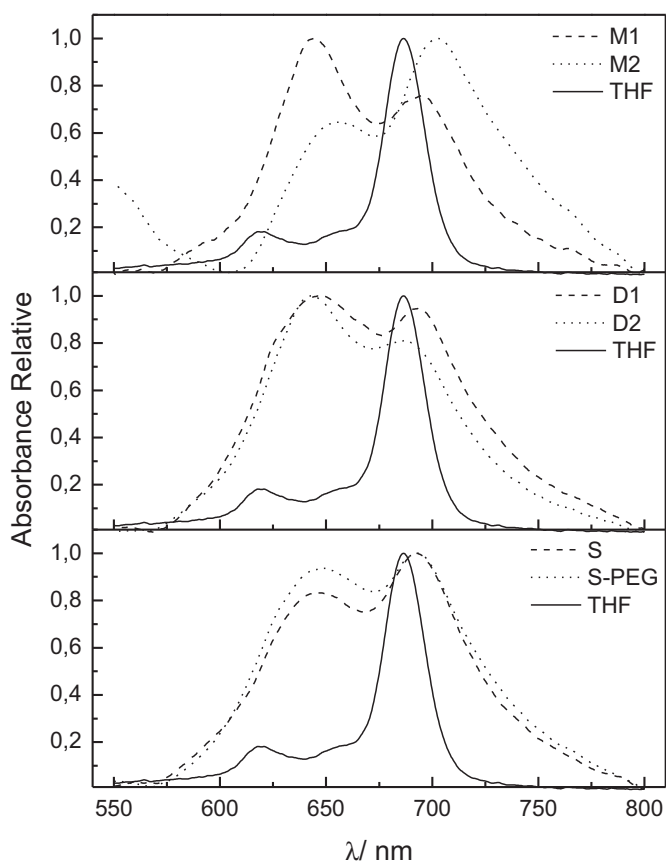 1,0
0,8
0,6
0,4
0,2
M1
M2
THF
1,0
0,8
0,6
0,4
0,2
D1
D2
THF
1,0
0,8
0,6
0,4
0,2
S
S-PEG
THF
Absorbance Relative
550 600 650 700 750 800
λ/ nm